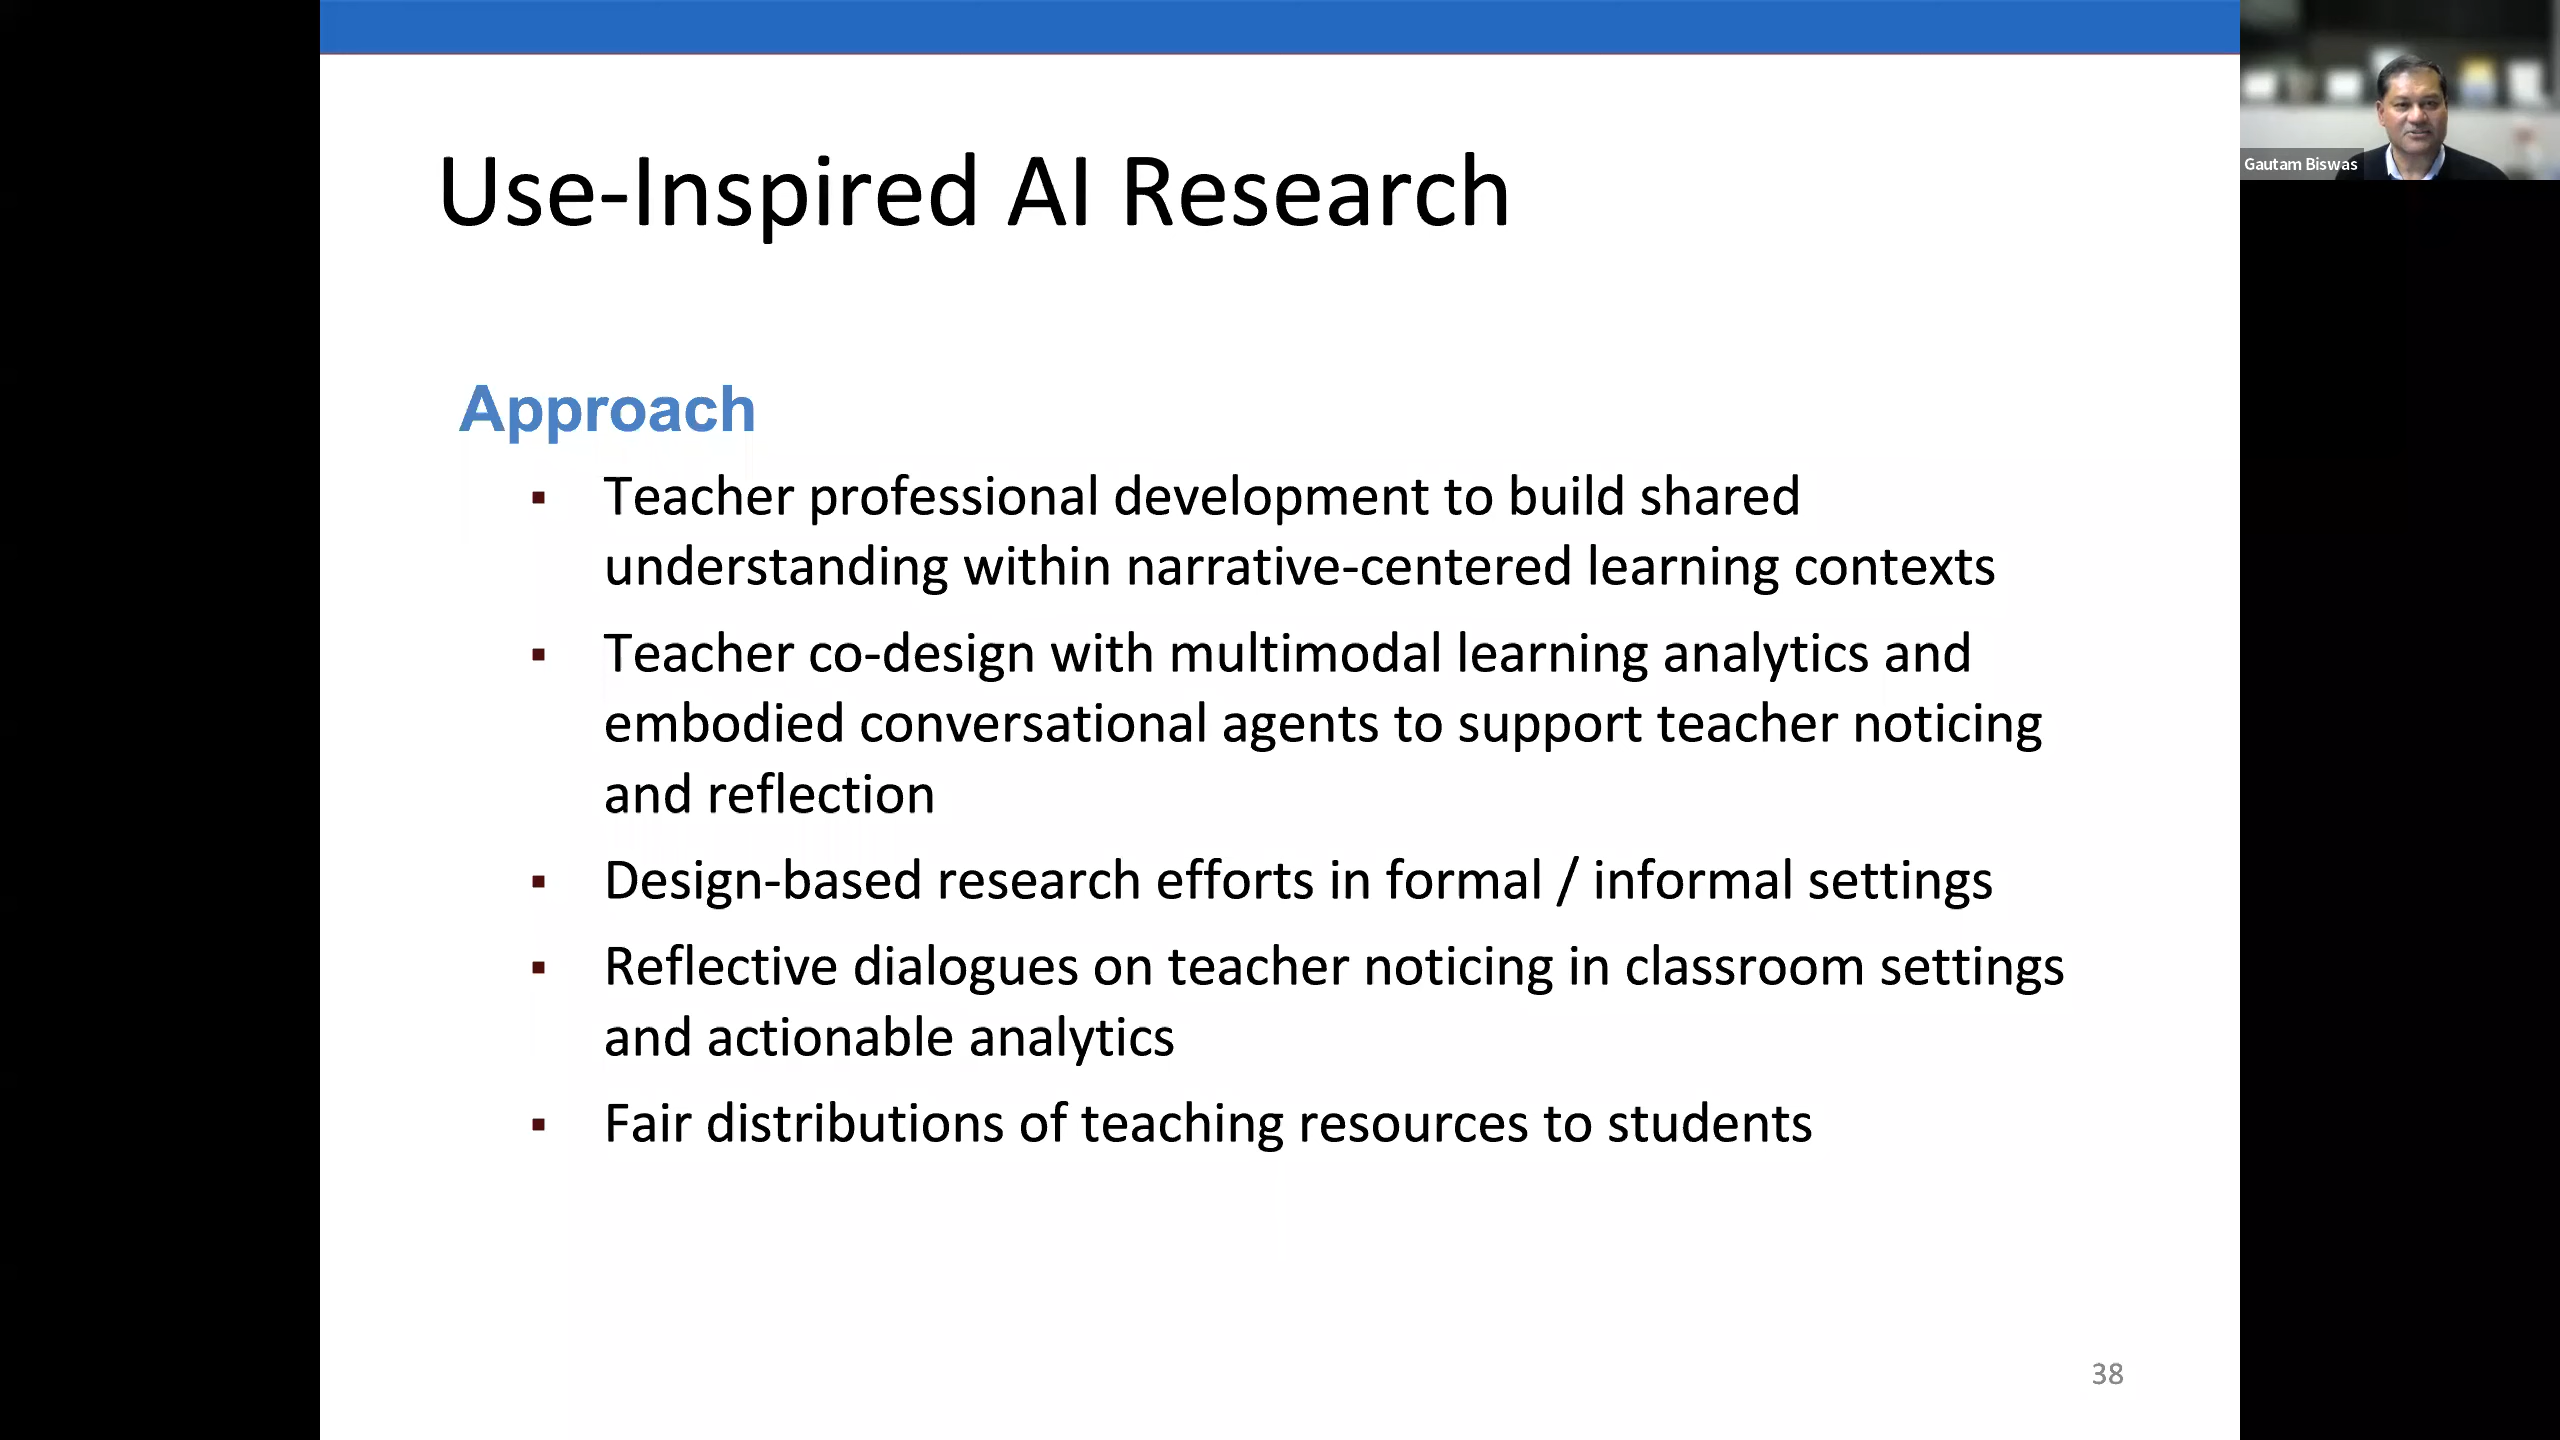 Use-Inspired AI Research
Gautam Biswas
Approach
▪ Teacher professional development to build shared
understanding within narrative-centered learning contexts
▪ Teacher co-design with multimodal learning analytics and
embodied conversational agents to support teacher noticing
and reflection
▪ Design-based research efforts in formal / informal settings
▪ Reflective dialogues on teacher noticing in classroom settings
and actionable analytics
▪ Fair distributions of teaching resources to students
38